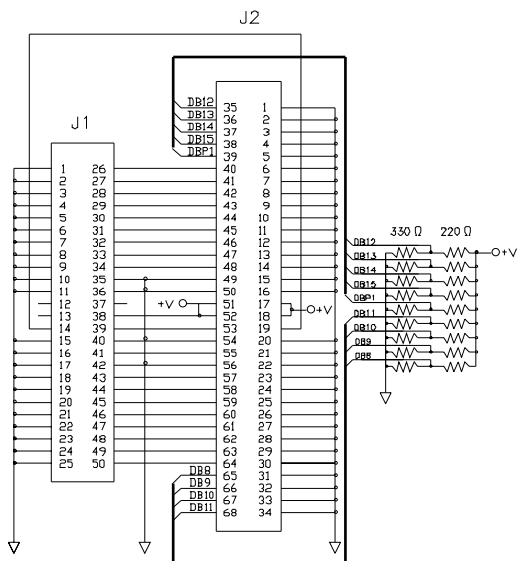 J2
J1
DB12 35 1
DB13 36 2
DB14 37 3
DB15 38 4
DBP1 39 5
1 26 40 6
2 27 41 7
3 28 42 8
4 29 43 9
5 30 44 10
6 31 45 11
7 32 46 12
8 33 47 13
9 34 48 14
10 35 49 15
11 36 50 16
12 37 +V 51 17 +V
13 38 52 18
14 39 53 19
15 40 54 20
16 41 55 21
17 42 56 22
18 43 57 23
19 44 58 24
20 45 59 25
21 46 60 26
22 47 61 27
23 48 62 28
24 49 63 29
25 50 64 30
DB8 65 31
DB9 66 32
DB10 67 33
DB11 68 34
330 Ω 220 Ω
DB12
+V
DB13
DB14
DB15
DBP1
DB11
DB10
DB9
DB8